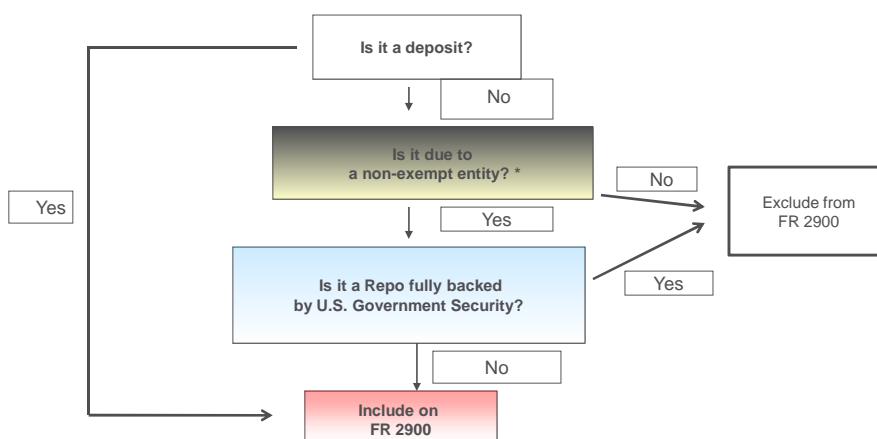 Is it a deposit?
No
Is it due to
a non-exempt entity? *
No
Yes
Yes
Exclude from
FR 2900
Is it a Repo fully backed
by U.S. Government Security?
Yes
No
Include on
FR 2900